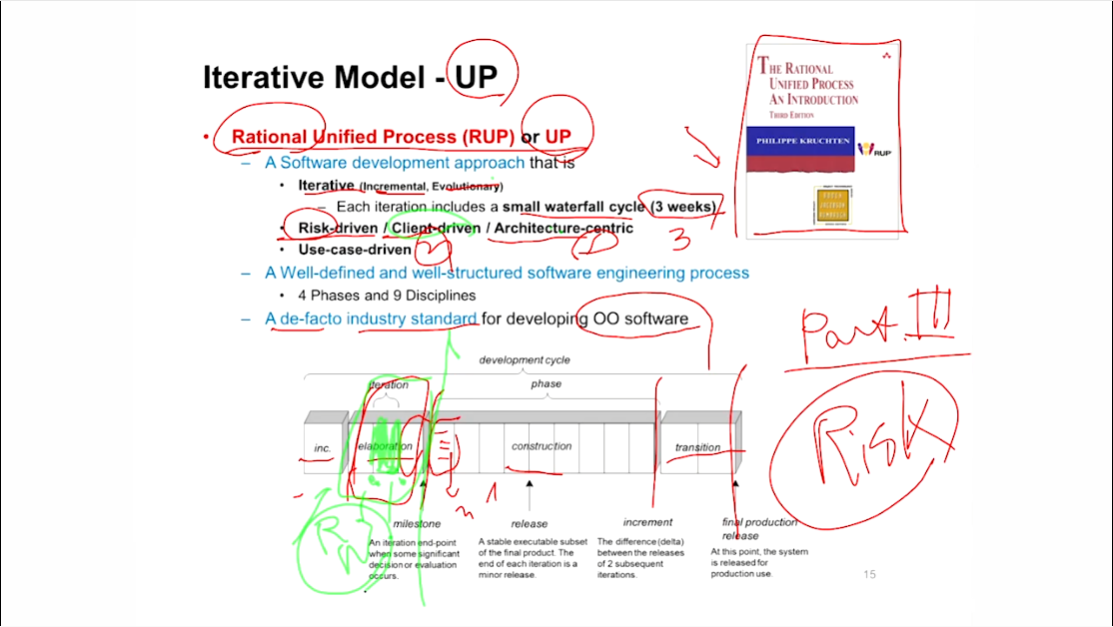 Iterative Model - UP
• Rational Unified Process (RUP) or UP
– A Software development approach that is
• Iterative (Incremental, Evolutionary)
– Each iteration includes a small waterfall cycle (3 weeks)
• Risk-driven / Client-driven / Architecture-centric
• Use-case-driven
– A Well-defined and well-structured software engineering process
• 4 Phases and 9 Disciplines
– A de-facto industry standard for developing OO software
THE RATIONAL
UNIFIED PROCESS
AN INTRODUCTION
THIRD EDITION
PHILIPPE KRUCHTEN
RUP
3
Part. III
Risk
development cycle
iteration
phase
inc.
elaboration
construction
transition
milestone
An iteration end-point
when some significant
decision or evaluation
occurs.
release
A stable executable subset
of the final product. The
end of each iteration is a
minor release.
increment
The difference (delta)
between the releases
of 2 subsequent
iterations.
final production
release
At this point, the system
is released for
production use.
15